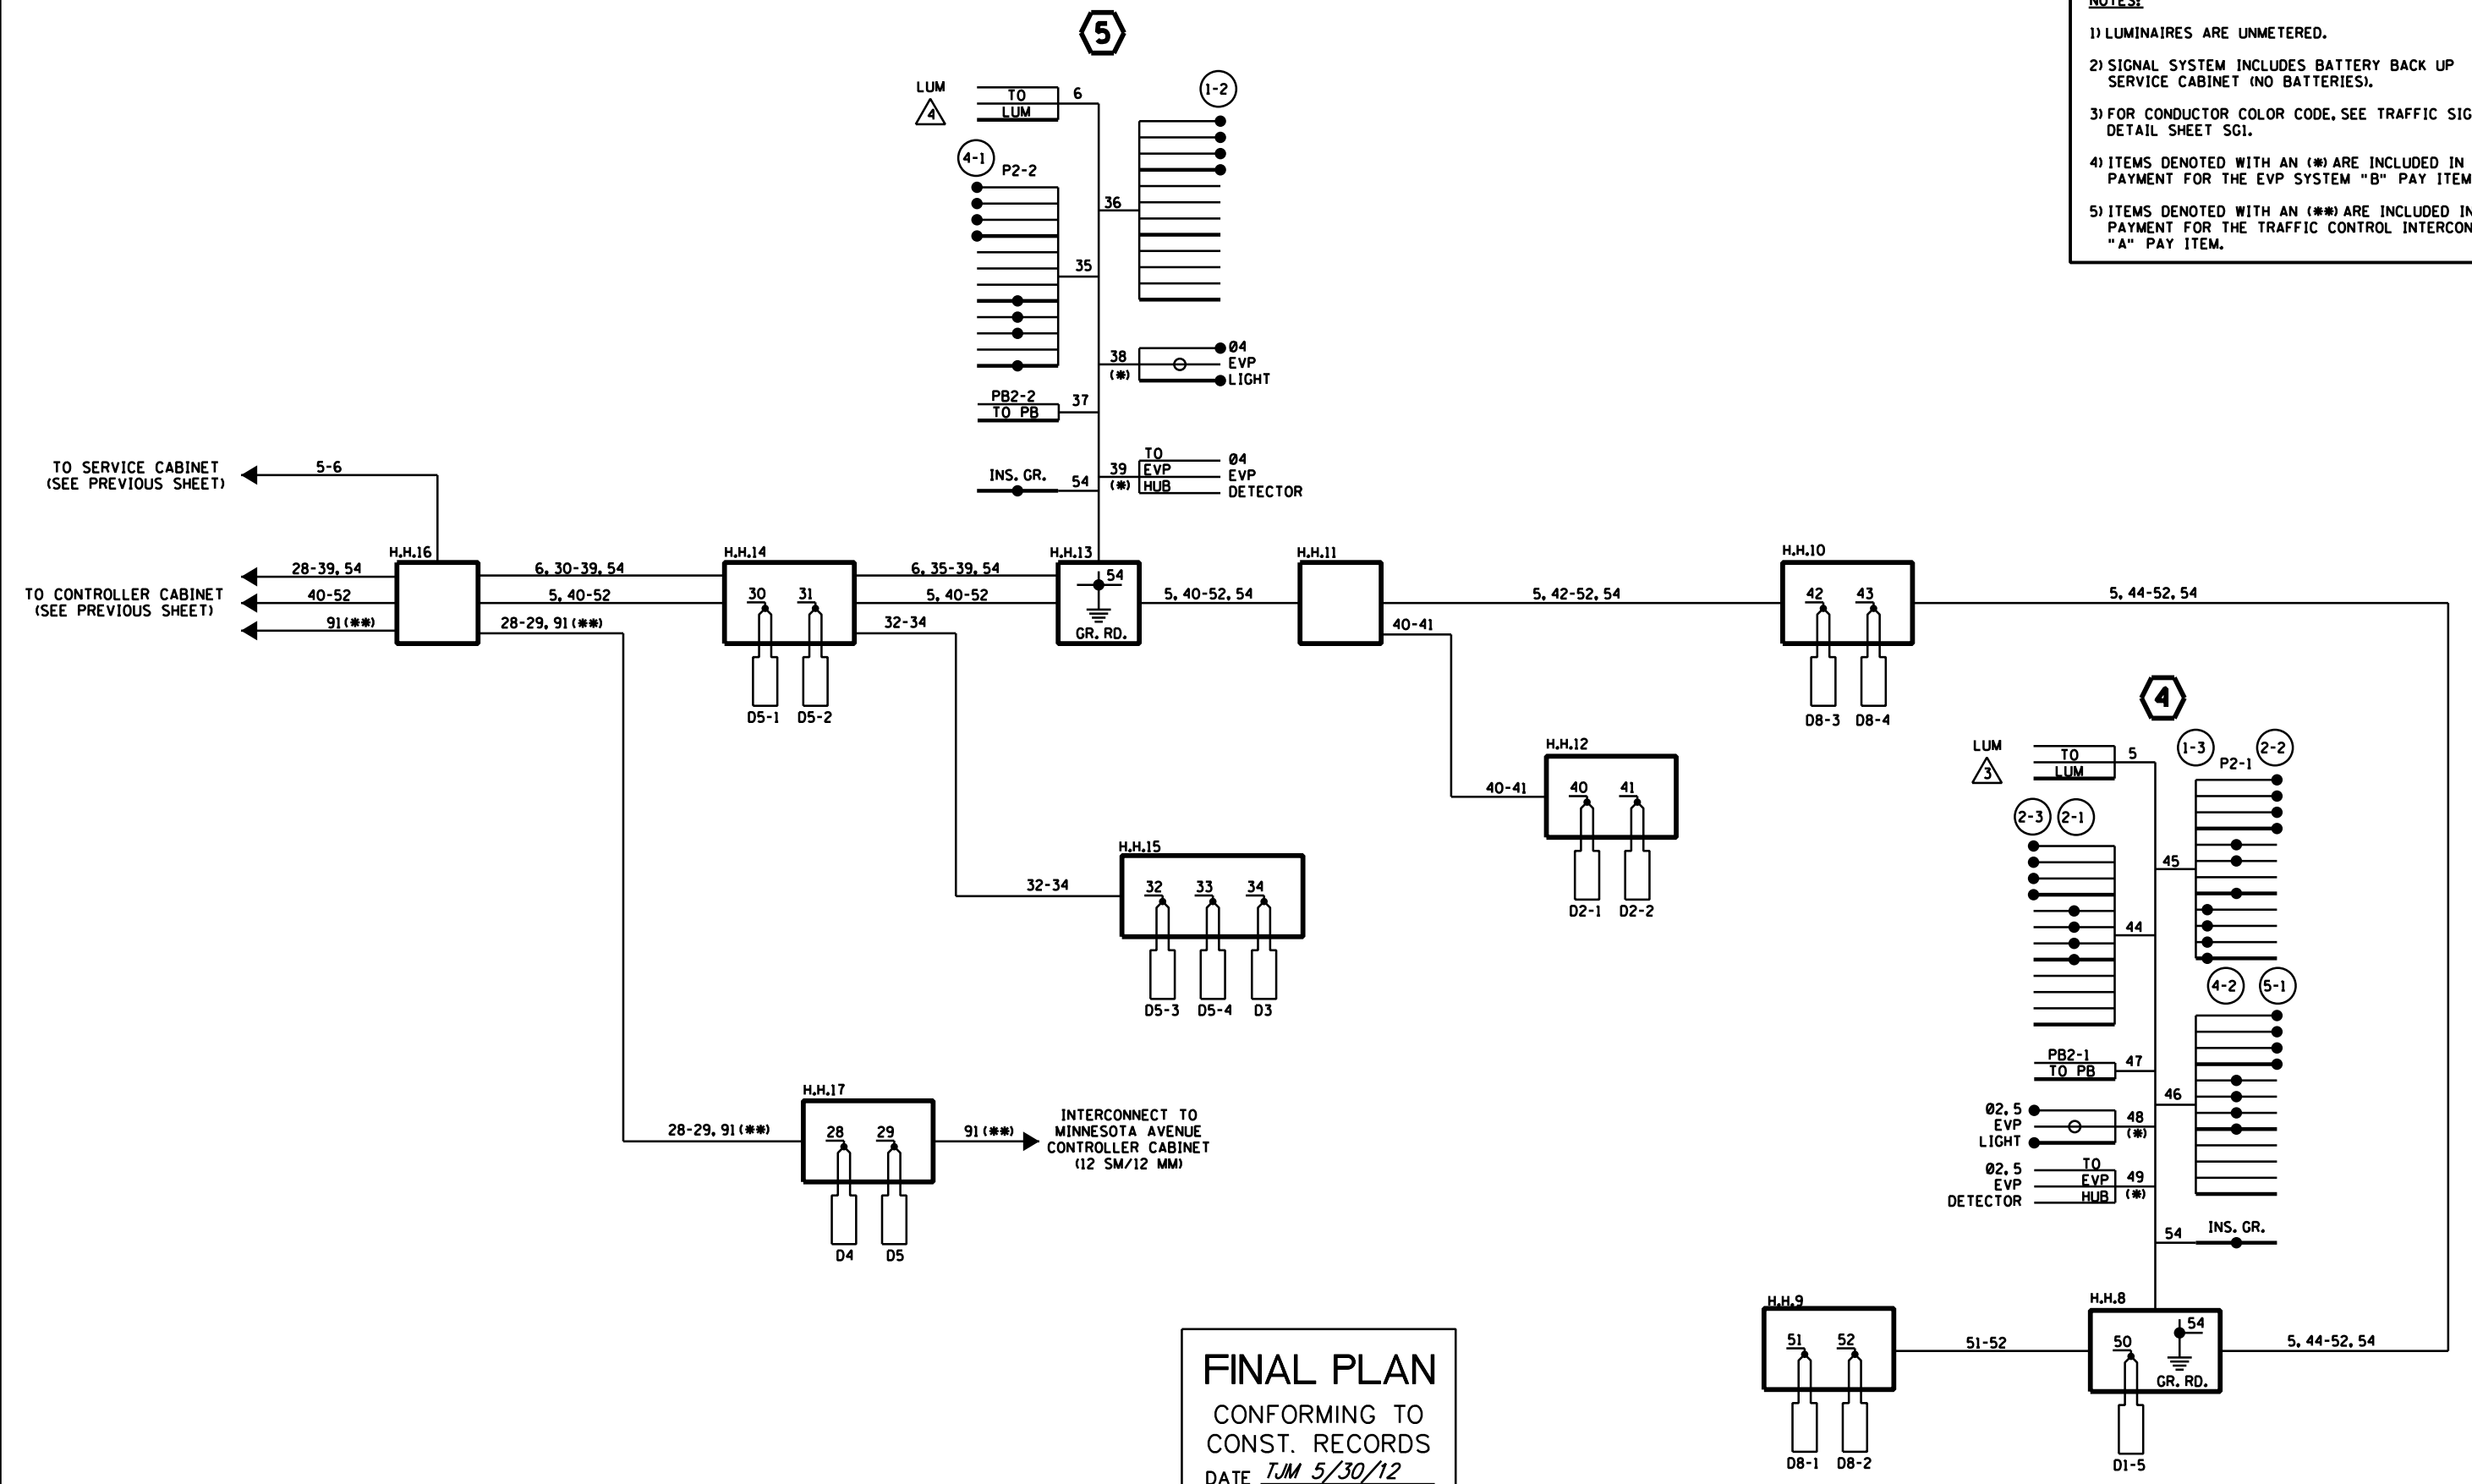 NOTES:
1) LUMINAIRES ARE UNMETERED.
2) SIGNAL SYSTEM INCLUDES BATTERY BACK UP
SERVICE CABINET (NO BATTERIES).
3) FOR CONDUCTOR COLOR CODE, SEE TRAFFIC SIG
DETAIL SHEET SG1.
4) ITEMS DENOTED WITH AN (*) ARE INCLUDED IN
PAYMENT FOR THE EVP SYSTEM "B" PAY ITEM
5) ITEMS DENOTED WITH AN (**) ARE INCLUDED IN
PAYMENT FOR THE TRAFFIC CONTROL INTERCON
"A" PAY ITEM.
5
LUM
4
TO
LUM
6
1-2
4-1
P2-2
36
35
38
(*)
Ø4
EVP
LIGHT
PB2-2
TO PB
37
INS. GR.
54
39
(*)
TO
EVP
HUB
Ø4
EVP
DETECTOR
TO SERVICE CABINET
(SEE PREVIOUS SHEET)
5-6
TO CONTROLLER CABINET
(SEE PREVIOUS SHEET)
28-39, 54
40-52
91 (**)
H.H.16
6, 30-39, 54
5, 40-52
28-29, 91 (**)
H.H.14
30
31
D5-1
D5-2
6, 35-39, 54
5, 40-52
32-34
H.H.13
54
GR. RD.
5, 40-52, 54
H.H.11
5, 42-52, 54
40-41
H.H.10
42
43
D8-3
D8-4
5, 44-52, 54
40-41
H.H.12
40
41
D2-1
D2-2
32-34
H.H.15
32
33
34
D5-3
D5-4
D3
28-29, 91 (**)
H.H.17
28
29
D4
D5
91 (**)
INTERCONNECT TO
MINNESOTA AVENUE
CONTROLLER CABINET
(12 SM/12 MM)
4
LUM
3
TO
LUM
5
1-3
2-2
P2-1
2-3
2-1
45
44
4-2
5-1
PB2-1
TO PB
47
46
Ø2, 5
EVP
LIGHT
48
(*)
Ø2, 5
EVP
DETECTOR
TO
EVP
HUB
49
(*)
54
INS. GR.
H.H.9
51
52
D8-1
D8-2
51-52
H.H.8
50
54
GR. RD.
D1-5
5, 44-52, 54
FINAL PLAN
CONFORMING TO
CONST. RECORDS
DATE TJM 5/30/12